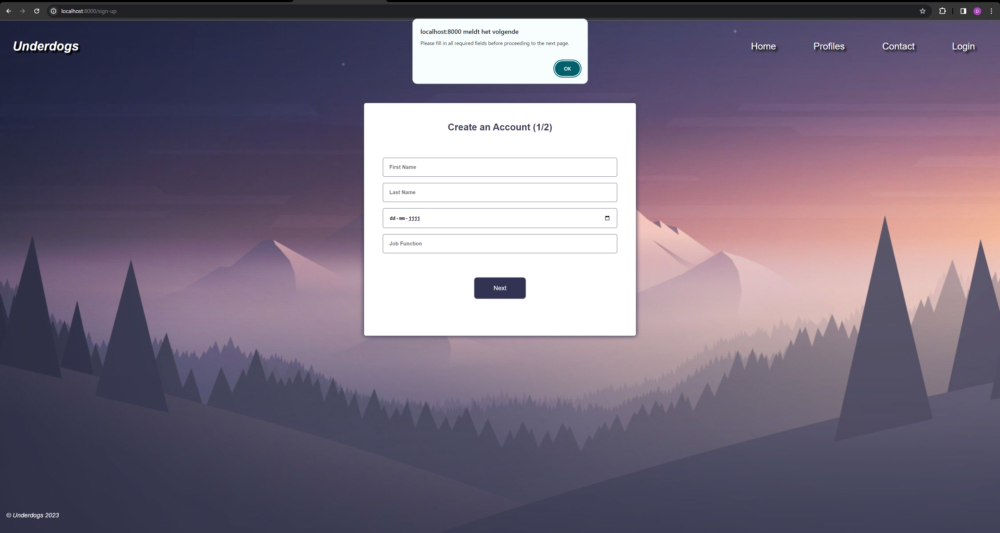 localhost:8000/sign-up
D
localhost:8000 meldt het volgende
Please fill in all required fields before proceeding to the next page.
OK
Underdogs
Home Profiles Contact Login
Create an Account (1/2)
First Name
Last Name
dd-mm-jjjj
Job Function
Next
© Underdogs 2023